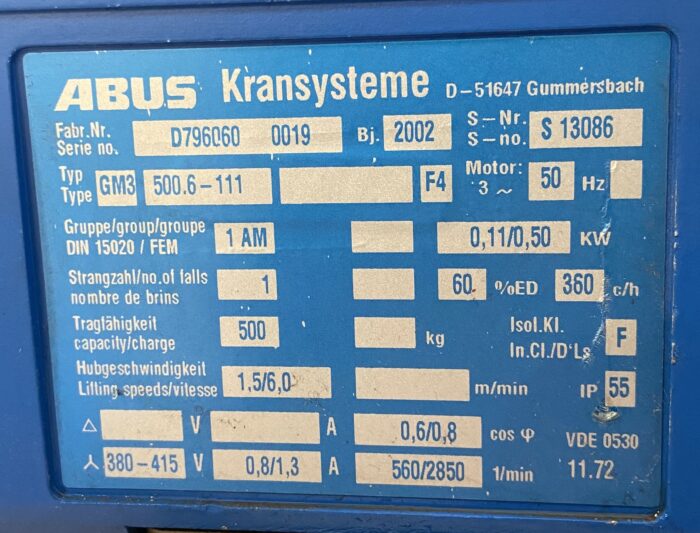 ABUS Kransysteme D-51647 Gummersbach
Fabr.Nr. Serie no. D796060 0019 Bj. 2002 S-Nr. S-no. S 13086
Typ Type GM3 500.6-111 F4 Motor: 3 ~ 50 Hz
Gruppe/group/groupe DIN 15020 / FEM 1 AM 0,11/0,50 KW
Strangzahl/no.of falls nombre de brins 1 60 %ED 360 c/h
Tragfähigkeit capacity/charge 500 kg Isol.Kl. In.Cl./D'Ls F
Hubgeschwindigkeit Lifting speeds/vitesse 1,5/6,0 m/min IP 55
△ V A 0,6/0,8 cos φ VDE 0530
⅄ 380-415 V 0,8/1,3 A 560/2850 1/min 11.72